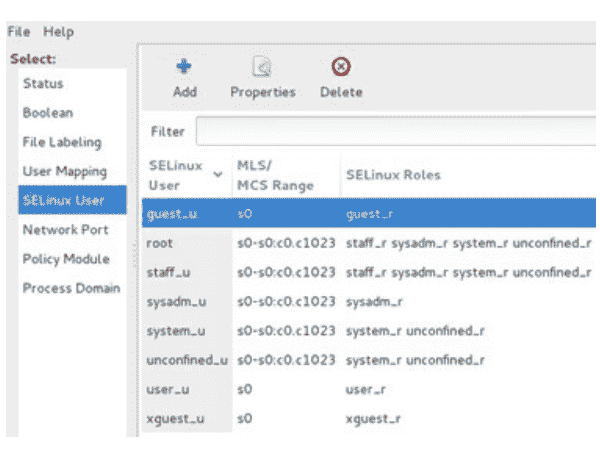 File Help
Select:
Status
Boolean
File Labeling
User Mapping
SELinux User
Network Port
Policy Module
Process Domain
Add Properties Delete
Filter
SELinux User MLS/ MCS Range SELinux Roles
guest_u s0 guest_r
root s0-s0:c0.c1023 staff_r sysadm_r system_r unconfined_r
staff_u s0-s0:c0.c1023 staff_r sysadm_r system_r unconfined_r
sysadm_u s0-s0:c0.c1023 sysadm_r
system_u s0-s0:c0.c1023 system_r unconfined_r
unconfined_u s0-s0:c0.c1023 system_r unconfined_r
user_u s0 user_r
xguest_u s0 xguest_r